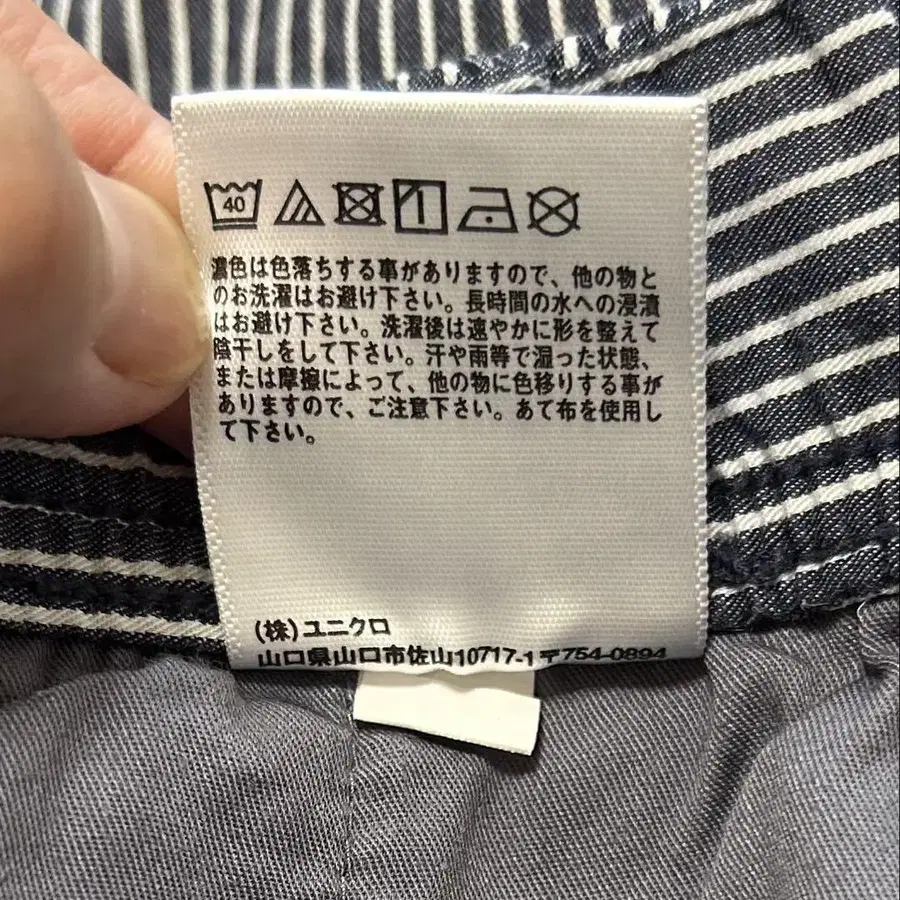 40
濃色は色落ちする事がありますので、他の物と
のお洗濯はお避け下さい。長時間の水への浸漬
はお避け下さい。洗濯後は速やかに形を整えて
陰干しをして下さい。汗や雨等で湿った状態、
または摩擦によって、他の物に色移りする事が
ありますので、ご注意下さい。あて布を使用し
て下さい。
(株)ユニクロ
山口県山口市佐山10717-1〒754-0894